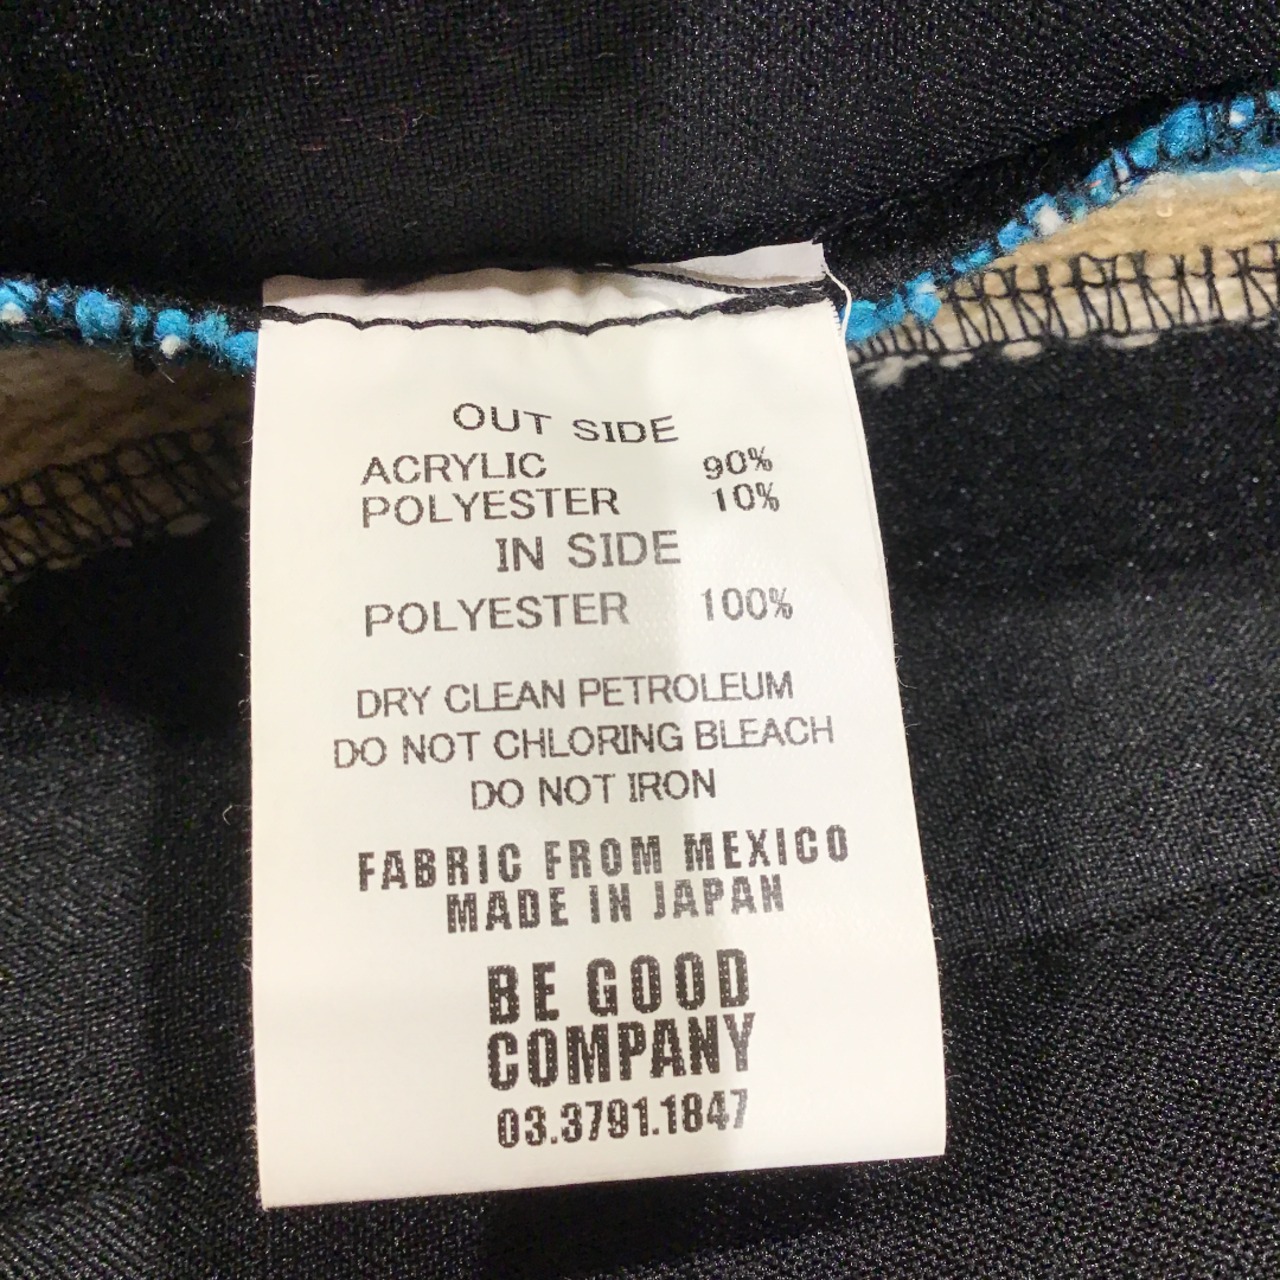 OUT SIDE
ACRYLIC 90%
POLYESTER 10%
IN SIDE
POLYESTER 100%
DRY CLEAN PETROLEUM
DO NOT CHLORING BLEACH
DO NOT IRON
FABRIC FROM MEXICO
MADE IN JAPAN
BE GOOD
COMPANY
03.3791.1847